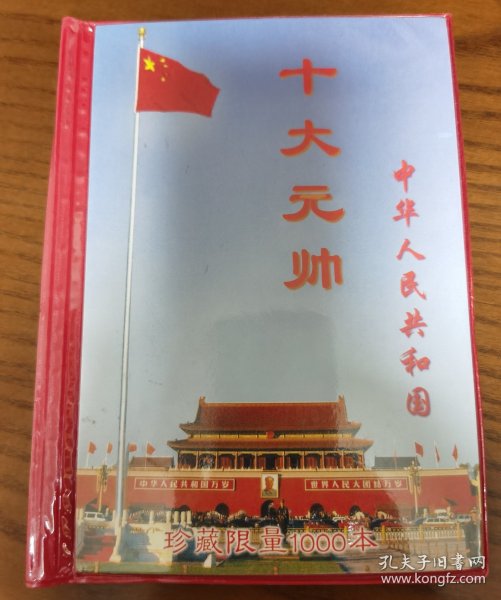 中华人民共和国
十大元帅
中华人民共和国万岁
世界人民大团结万岁
珍藏限量1000本
孔夫子旧书网
www.kongfz.com